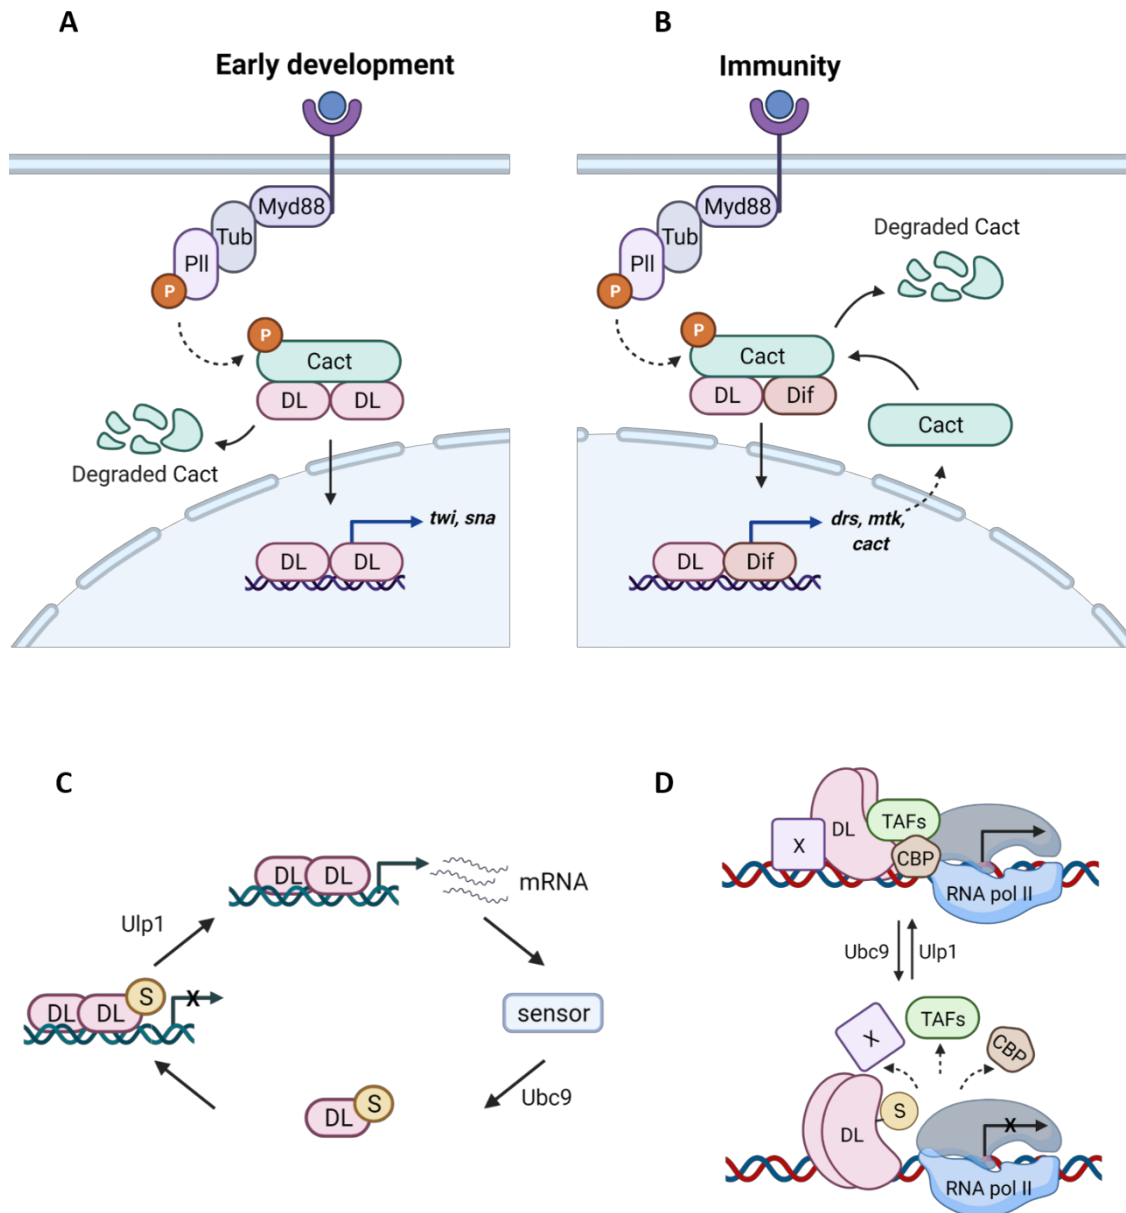 A
Early development
Myd88
Tub
Pll
P
P
Cact
DL
DL
Degraded Cact
twi, sna
DL
DL
B
Immunity
Myd88
Tub
Pll
P
Degraded Cact
P
Cact
DL
Dif
Cact
drs, mtk,
cact
DL
Dif
C
DL
DL
mRNA
Ulp1
S
DL
DL
X
sensor
Ubc9
S
DL
D
DL
TAFs
X
CBP
RNA pol II
Ubc9
Ulp1
X
TAFs
CBP
S
DL
X
RNA pol II